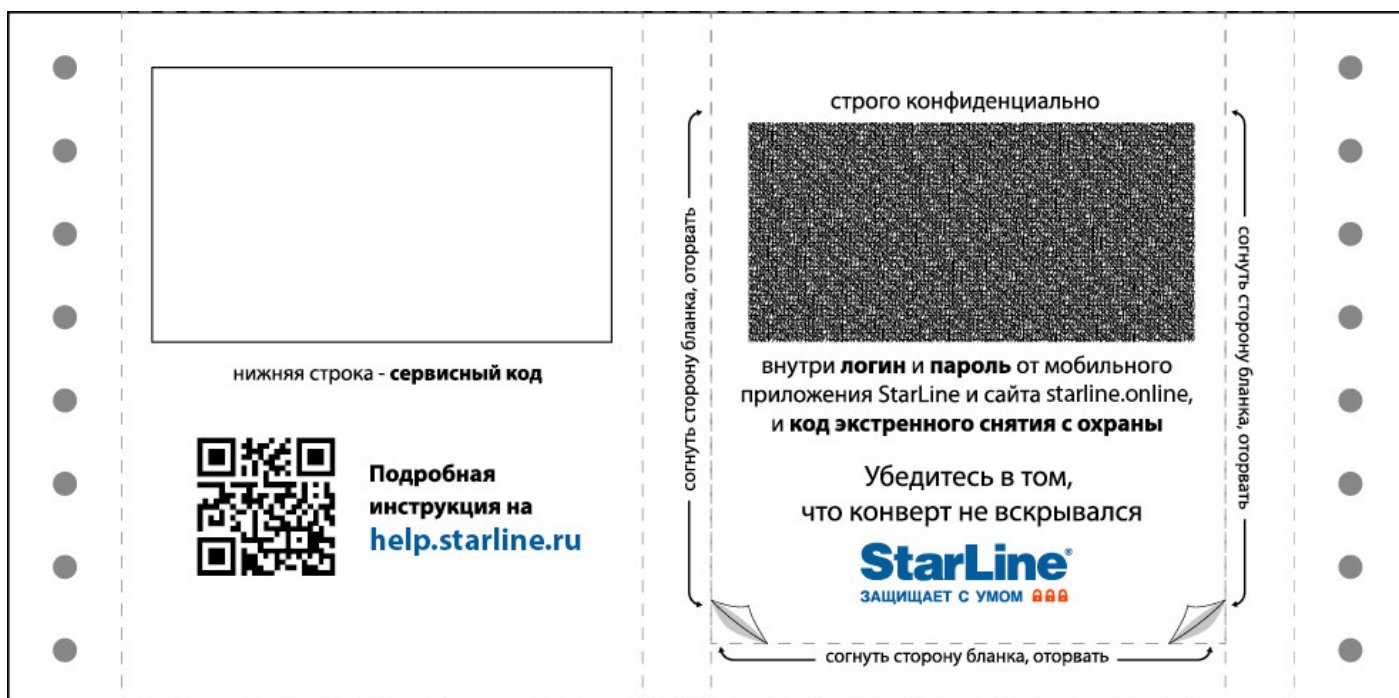 нижняя строка - сервисный код
Подробная
инструкция на
help.starline.ru
согнуть сторону бланка, оторвать
строго конфиденциально
внутри логин и пароль от мобильного
приложения StarLine и сайта starline.online,
и код экстренного снятия с охраны
Убедитесь в том,
что конверт не вскрывался
StarLine®
ЗАЩИЩАЕТ С УМОМ
согнуть сторону бланка, оторвать
согнуть сторону бланка, оторвать